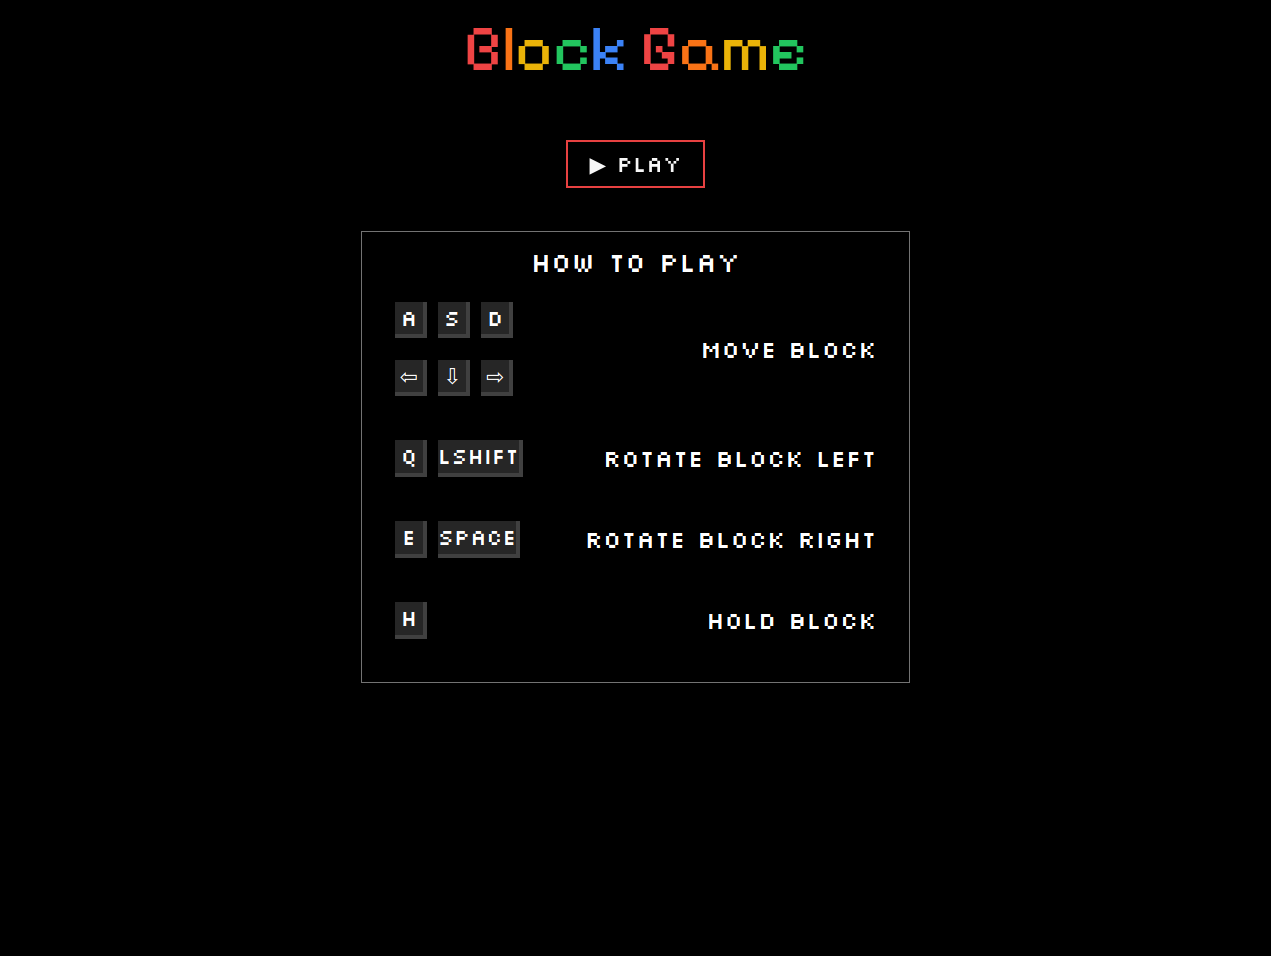 Block Game
▶ PLAY
HOW TO PLAY
A S D
MOVE BLOCK
⇦ ⇩ ⇨
Q LSHIFT ROTATE BLOCK LEFT
E SPACE ROTATE BLOCK RIGHT
H HOLD BLOCK